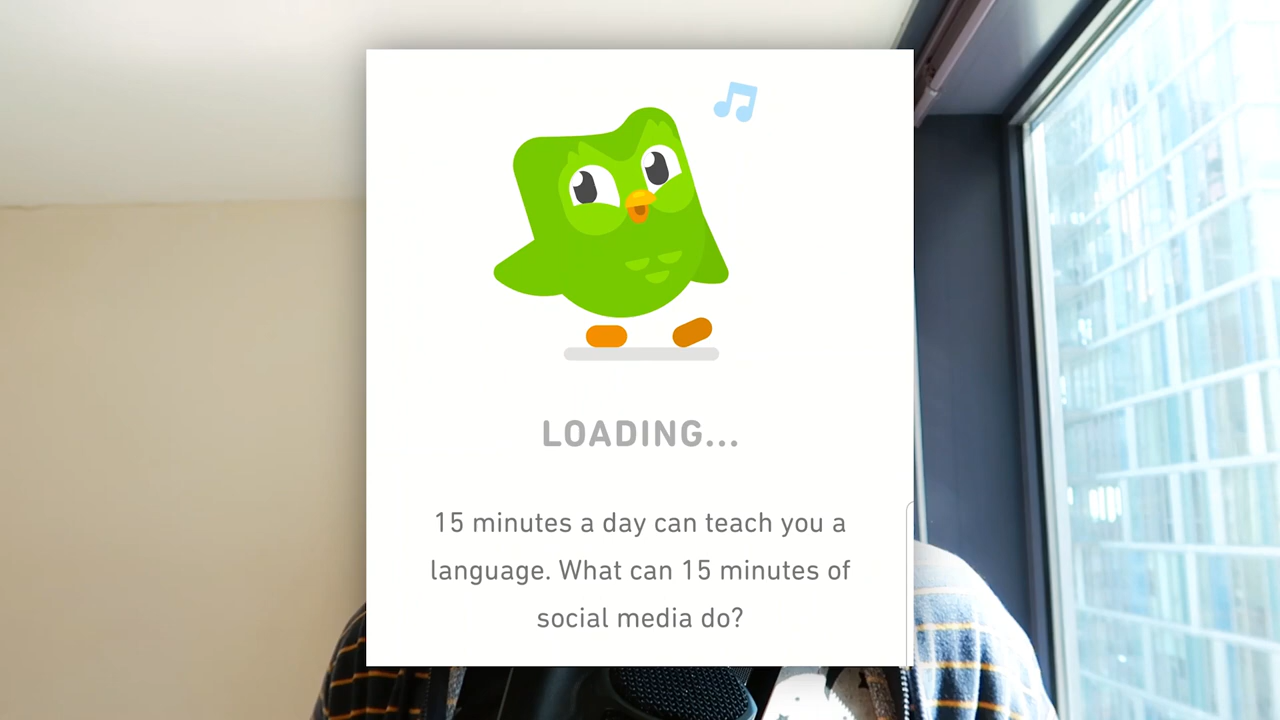 LOADING...
15 minutes a day can teach you a
language. What can 15 minutes of
social media do?